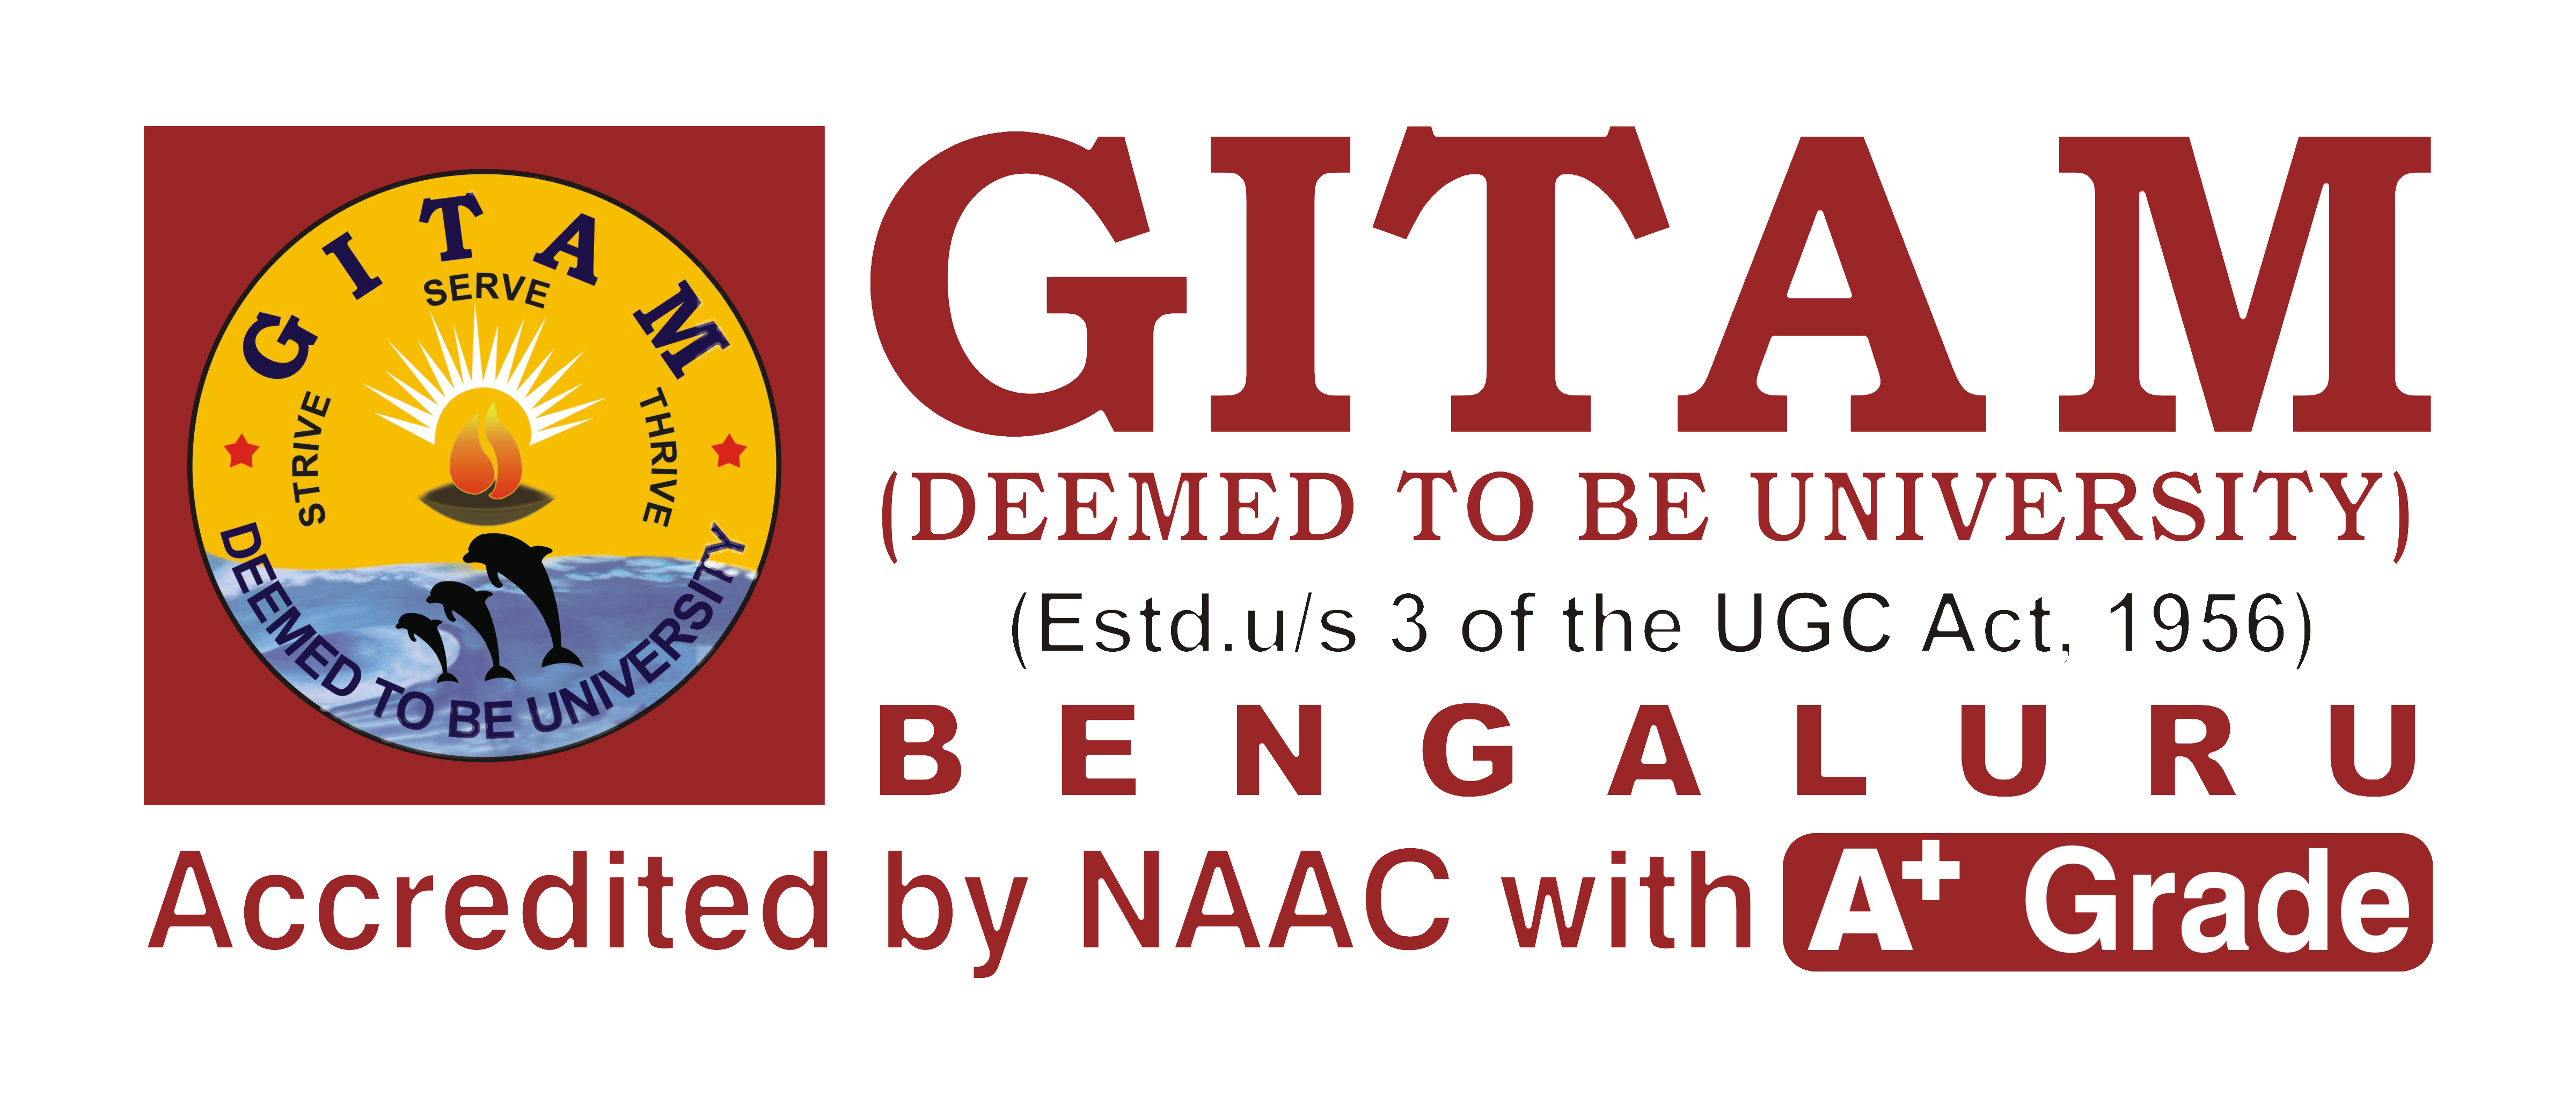 GITAM
SERVE
STRIVE
THRIVE
DEEMED TO BE UNIVERSITY
GITAM
(DEEMED TO BE UNIVERSITY)
(Estd.u/s 3 of the UGC Act, 1956)
BENGALURU
Accredited by NAAC with A+ Grade